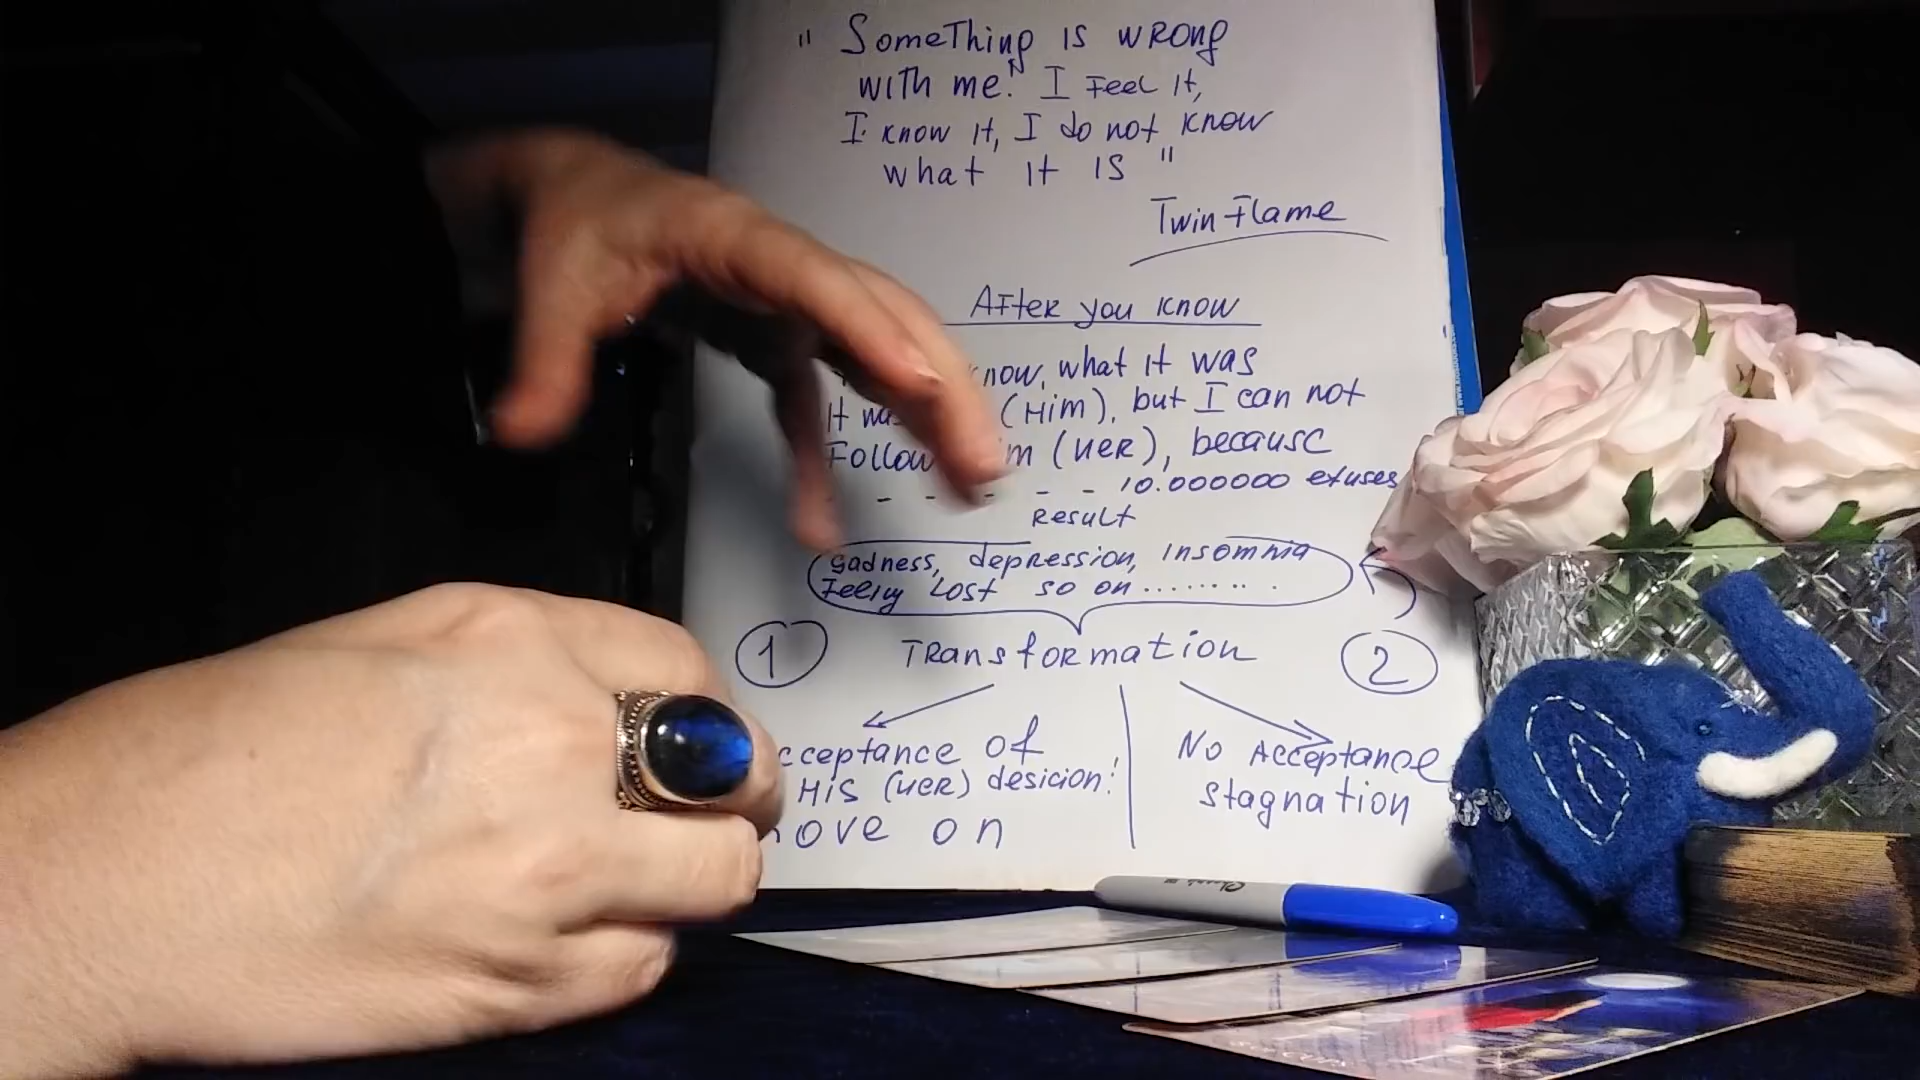 " Something is wrong
with me. I feel it,
I know it, I do not know
what it is "
Twin Flame
After you know
now, what it was
It (Him), but I can not
Follow (Her), because
- - - - - 10.000000 exuses
Result
sadness, depression, insomnia
Feeling Lost so on ........
1 Transformation 2
cceptance of
His (Her) desicion!
ove on
No Acceptance
stagnation